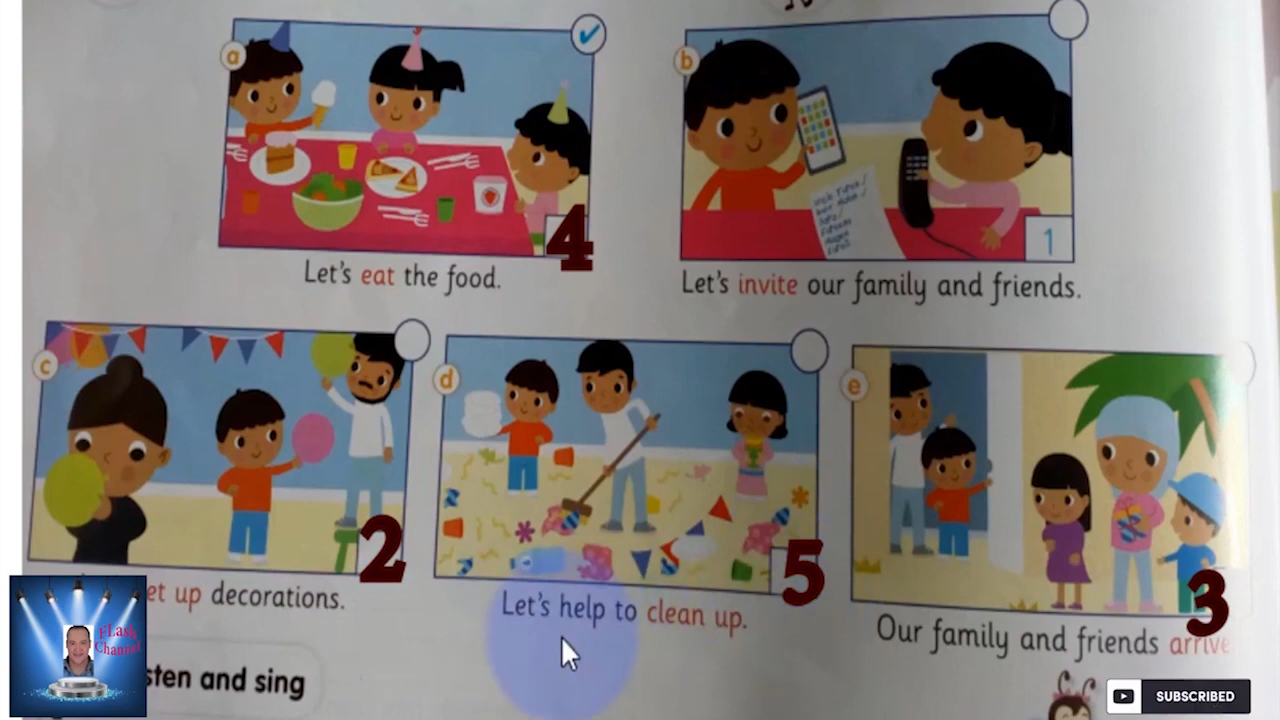 a
4
Let's eat the food.
b
1
Let's invite our family and friends.
c
2
et up decorations.
d
5
Let's help to clean up.
e
3
Our family and friends arrive
FLash
Channel
sten and sing
SUBSCRIBED